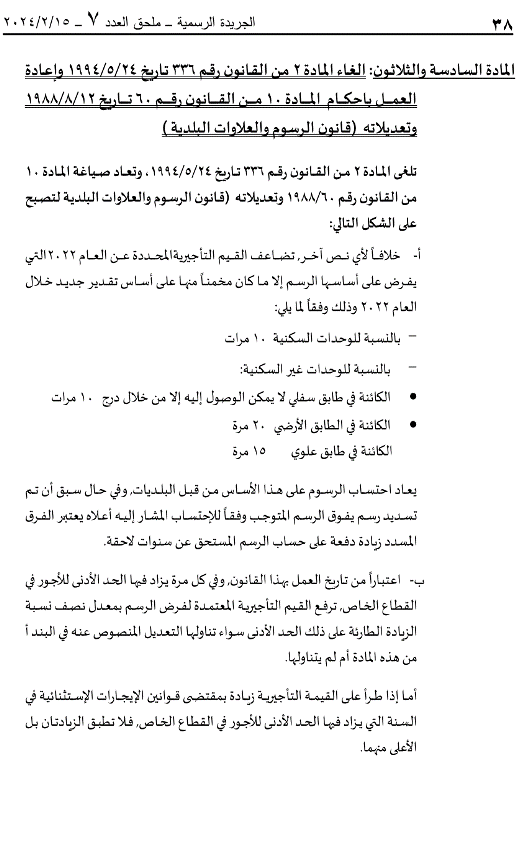 ٣٨
الجريدة الرسمية – ملحق العدد ٧ – ٢٠٢٤/٢/١٥
المادة السادسة والثلاثون: الغاء المادة ٢ من القانون رقم ٣٣٦ تاريخ ١٩٩٤/٥/٢٤ وإعادة
العمل باحكام المادة ١٠ من القانون رقم ٦٠ تاريخ ١٩٨٨/٨/١٢
وتعديلاته (قانون الرسوم والعلاوات البلدية)
تلغى المادة ٢ من القانون رقم ٣٣٦ تاريخ ١٩٩٤/٥/٢٤، وتعاد صياغة المادة ١٠
من القانون رقم ١٩٨٨/٦٠ وتعديلاته (قانون الرسوم والعلاوات البلدية لتصبح
على الشكل التالي:
أ- خلافاً لأي نص آخر, تضاعف القيم التأجيرية المحددة عن العام ٢٠٢٢ التي
يفرض على أساسها الرسم إلا ما كان مخمناً منها على أساس تقدير جديد خلال
العام ٢٠٢٢ وذلك وفقاً لما يلي:
– بالنسبة للوحدات السكنية ١٠ مرات
– بالنسبة للوحدات غير السكنية:
● الكائنة في طابق سفلي لا يمكن الوصول إليه إلا من خلال درج ١٠ مرات
● الكائنة في الطابق الأرضي ٢٠ مرة
الكائنة في طابق علوي ١٥ مرة
يعاد احتساب الرسوم على هذا الأساس من قبل البلديات, وفي حال سبق أن تم
تسديد رسم يفوق الرسم المتوجب وفقاً للإحتساب المشار إليه أعلاه يعتبر الفرق
المسدد زيادة دفعة على حساب الرسم المستحق عن سنوات لاحقة.
ب- اعتباراً من تاريخ العمل بهذا القانون, وفي كل مرة يزاد فيها الحد الأدنى للأجور في
القطاع الخاص, ترفع القيم التأجيرية المعتمدة لفرض الرسم بمعدل نصف نسبة
الزيادة الطارئة على ذلك الحد الأدنى سواء تناولها التعديل المنصوص عنه في البند أ
من هذه المادة أم لم يتناولها.
أما إذا طرأ على القيمة التأجيرية زيادة بمقتضى قوانين الإيجارات الإستثنائية في
السنة التي يزاد فيها الحد الأدنى للأجور في القطاع الخاص, فلا تطبق الزيادتان بل
الأعلى منهما.